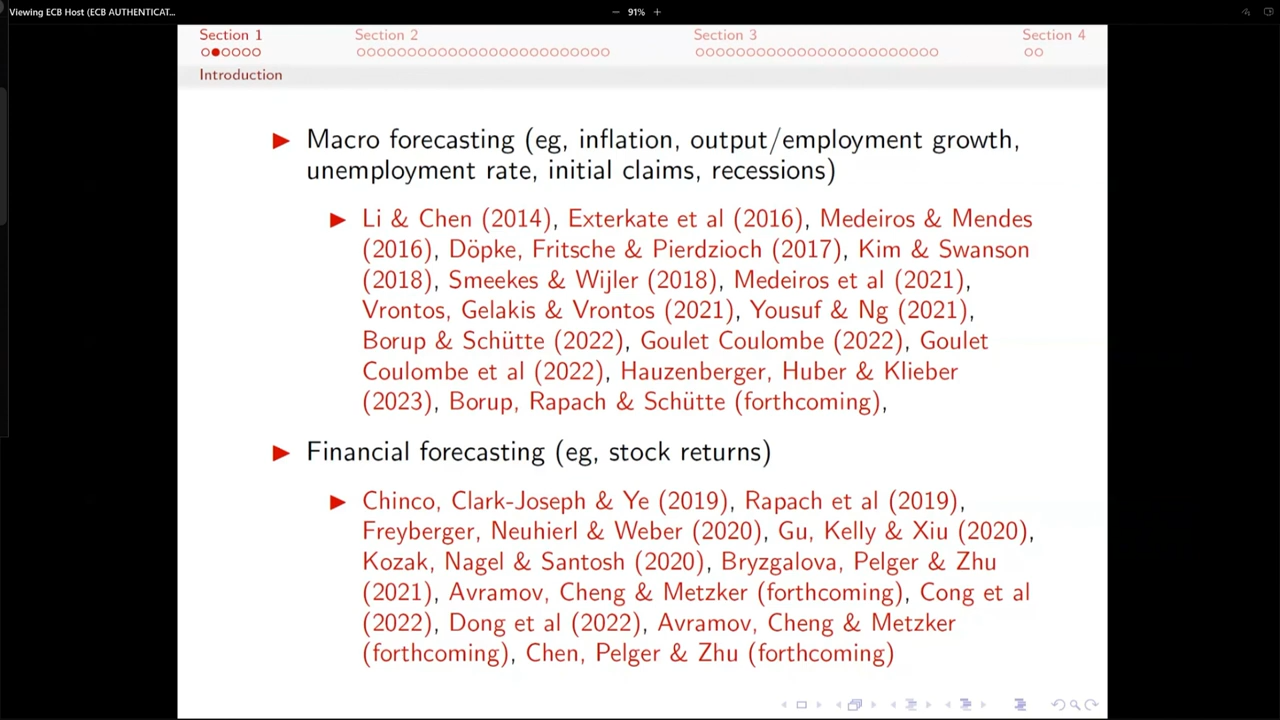 Viewing ECB Host (ECB AUTHENTICAT...
91%
Section 1 Section 2 Section 3 Section 4
Introduction
Macro forecasting (eg, inflation, output/employment growth,
unemployment rate, initial claims, recessions)
Li & Chen (2014), Exterkate et al (2016), Medeiros & Mendes
(2016), Döpke, Fritsche & Pierdzioch (2017), Kim & Swanson
(2018), Smeekes & Wijler (2018), Medeiros et al (2021),
Vrontos, Gelakis & Vrontos (2021), Yousuf & Ng (2021),
Borup & Schütte (2022), Goulet Coulombe (2022), Goulet
Coulombe et al (2022), Hauzenberger, Huber & Klieber
(2023), Borup, Rapach & Schütte (forthcoming),
Financial forecasting (eg, stock returns)
Chinco, Clark-Joseph & Ye (2019), Rapach et al (2019),
Freyberger, Neuhierl & Weber (2020), Gu, Kelly & Xiu (2020),
Kozak, Nagel & Santosh (2020), Bryzgalova, Pelger & Zhu
(2021), Avramov, Cheng & Metzker (forthcoming), Cong et al
(2022), Dong et al (2022), Avramov, Cheng & Metzker
(forthcoming), Chen, Pelger & Zhu (forthcoming)